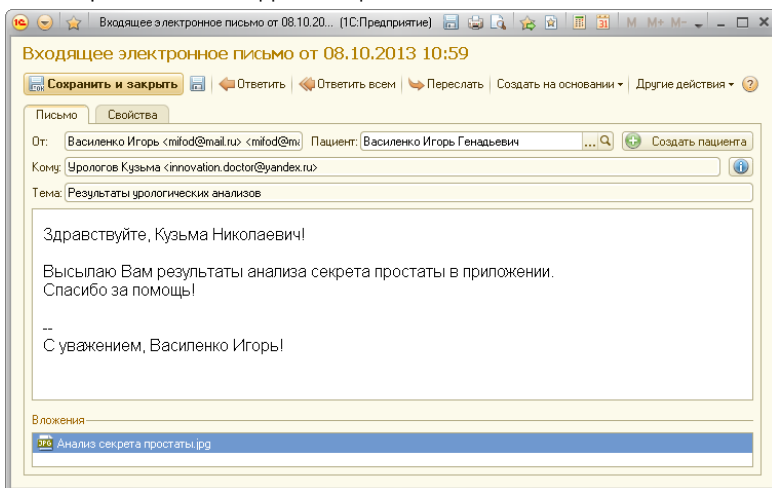 Входящее электронное письмо от 08.10.20... (1С:Предприятие)
M M+ M-
Входящее электронное письмо от 08.10.2013 10:59
Сохранить и закрыть Ответить Ответить всем Переслать Создать на основании Другие действия
Письмо Свойства
От: Василенко Игорь <mifod@mail.ru> <mifod@ma Пациент: Василенко Игорь Генадьевич ... Создать пациента
Кому: Урологов Кузьма <innovation.doctor@yandex.ru>
Тема: Результаты урологических анализов
Здравствуйте, Кузьма Николаевич!
Высылаю Вам результаты анализа секрета простаты в приложении.
Спасибо за помощь!
--
С уважением, Василенко Игорь!
Вложения
Анализ секрета простаты.jpg